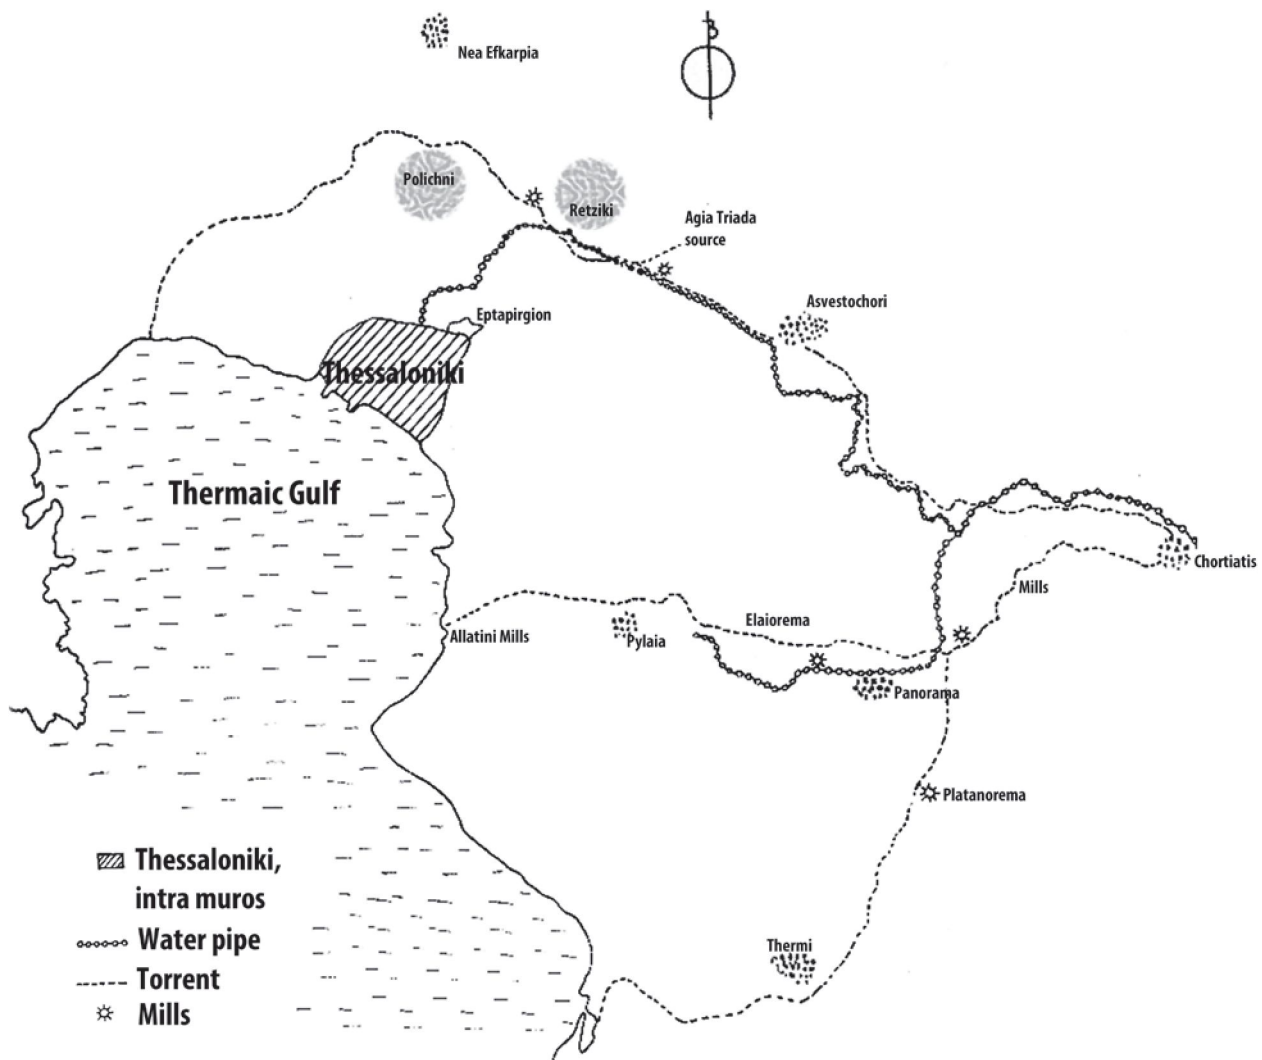 Nea Efkarpia
B
Polichni
Retziki
Agia Triada
source
Asvestochori
Eptapirgion
Thessaloniki
Thermaic Gulf
Chortiatis
Mills
Elaiorema
Allatini Mills
Pylaia
Panorama
Platanorema
Thessaloniki,
intra muros
Water pipe
Thermi
Torrent
Mills